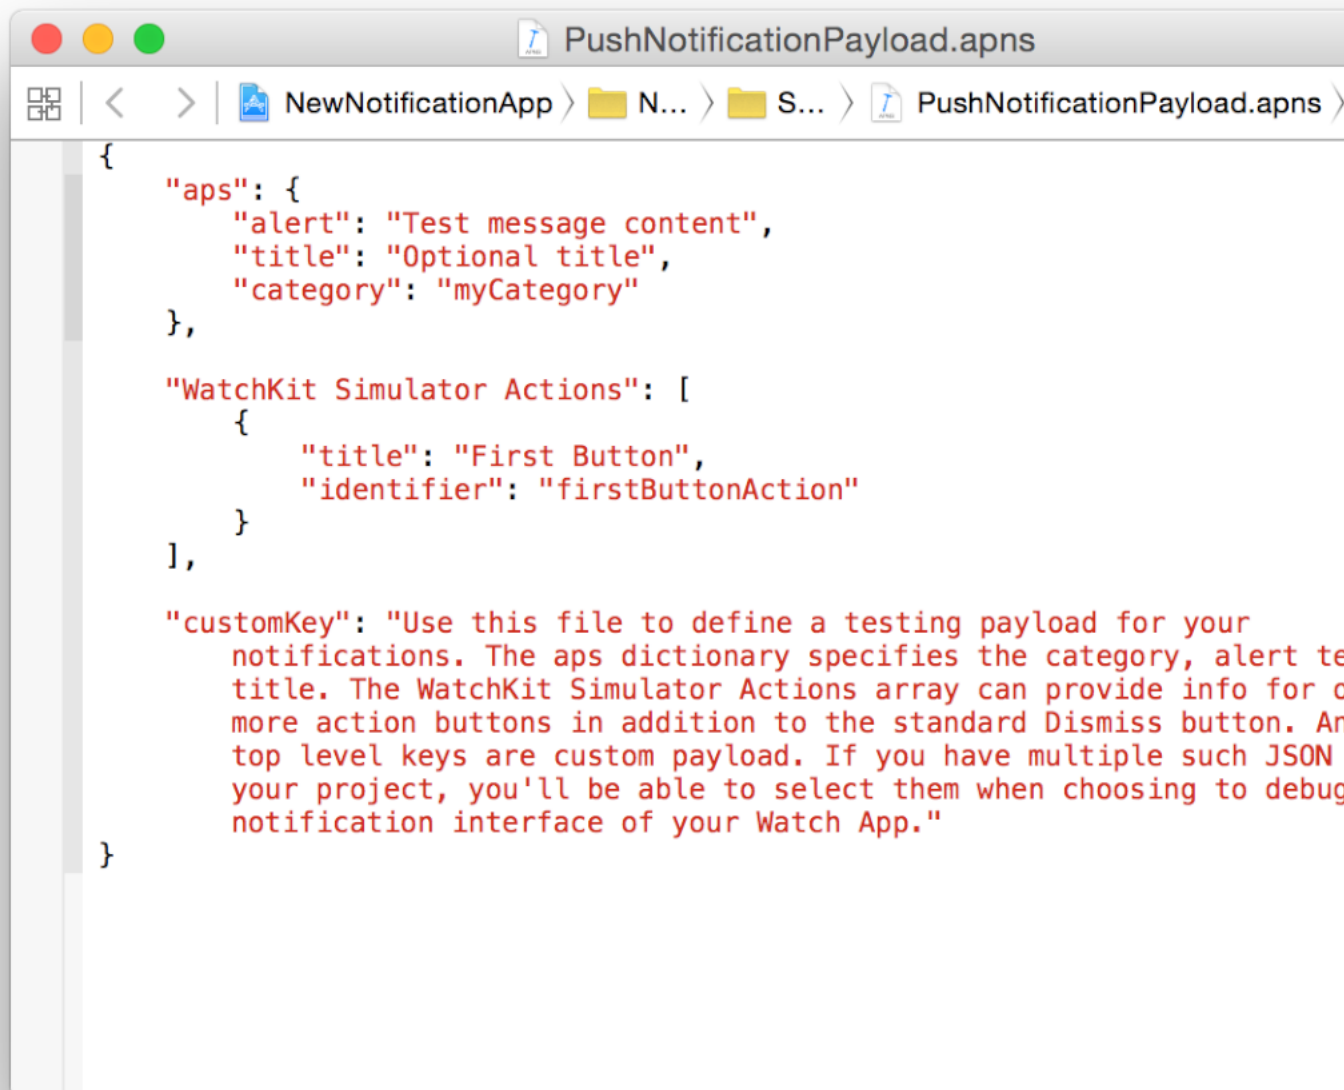 PushNotificationPayload.apns
NewNotificationApp N... S... PushNotificationPayload.apns
{
"aps": {
"alert": "Test message content",
"title": "Optional title",
"category": "myCategory"
},
"WatchKit Simulator Actions": [
{
"title": "First Button",
"identifier": "firstButtonAction"
}
],
"customKey": "Use this file to define a testing payload for your
notifications. The aps dictionary specifies the category, alert
title. The WatchKit Simulator Actions array can provide info for
more action buttons in addition to the standard Dismiss button.
top level keys are custom payload. If you have multiple such JSON
your project, you'll be able to select them when choosing to debug
notification interface of your Watch App."
}